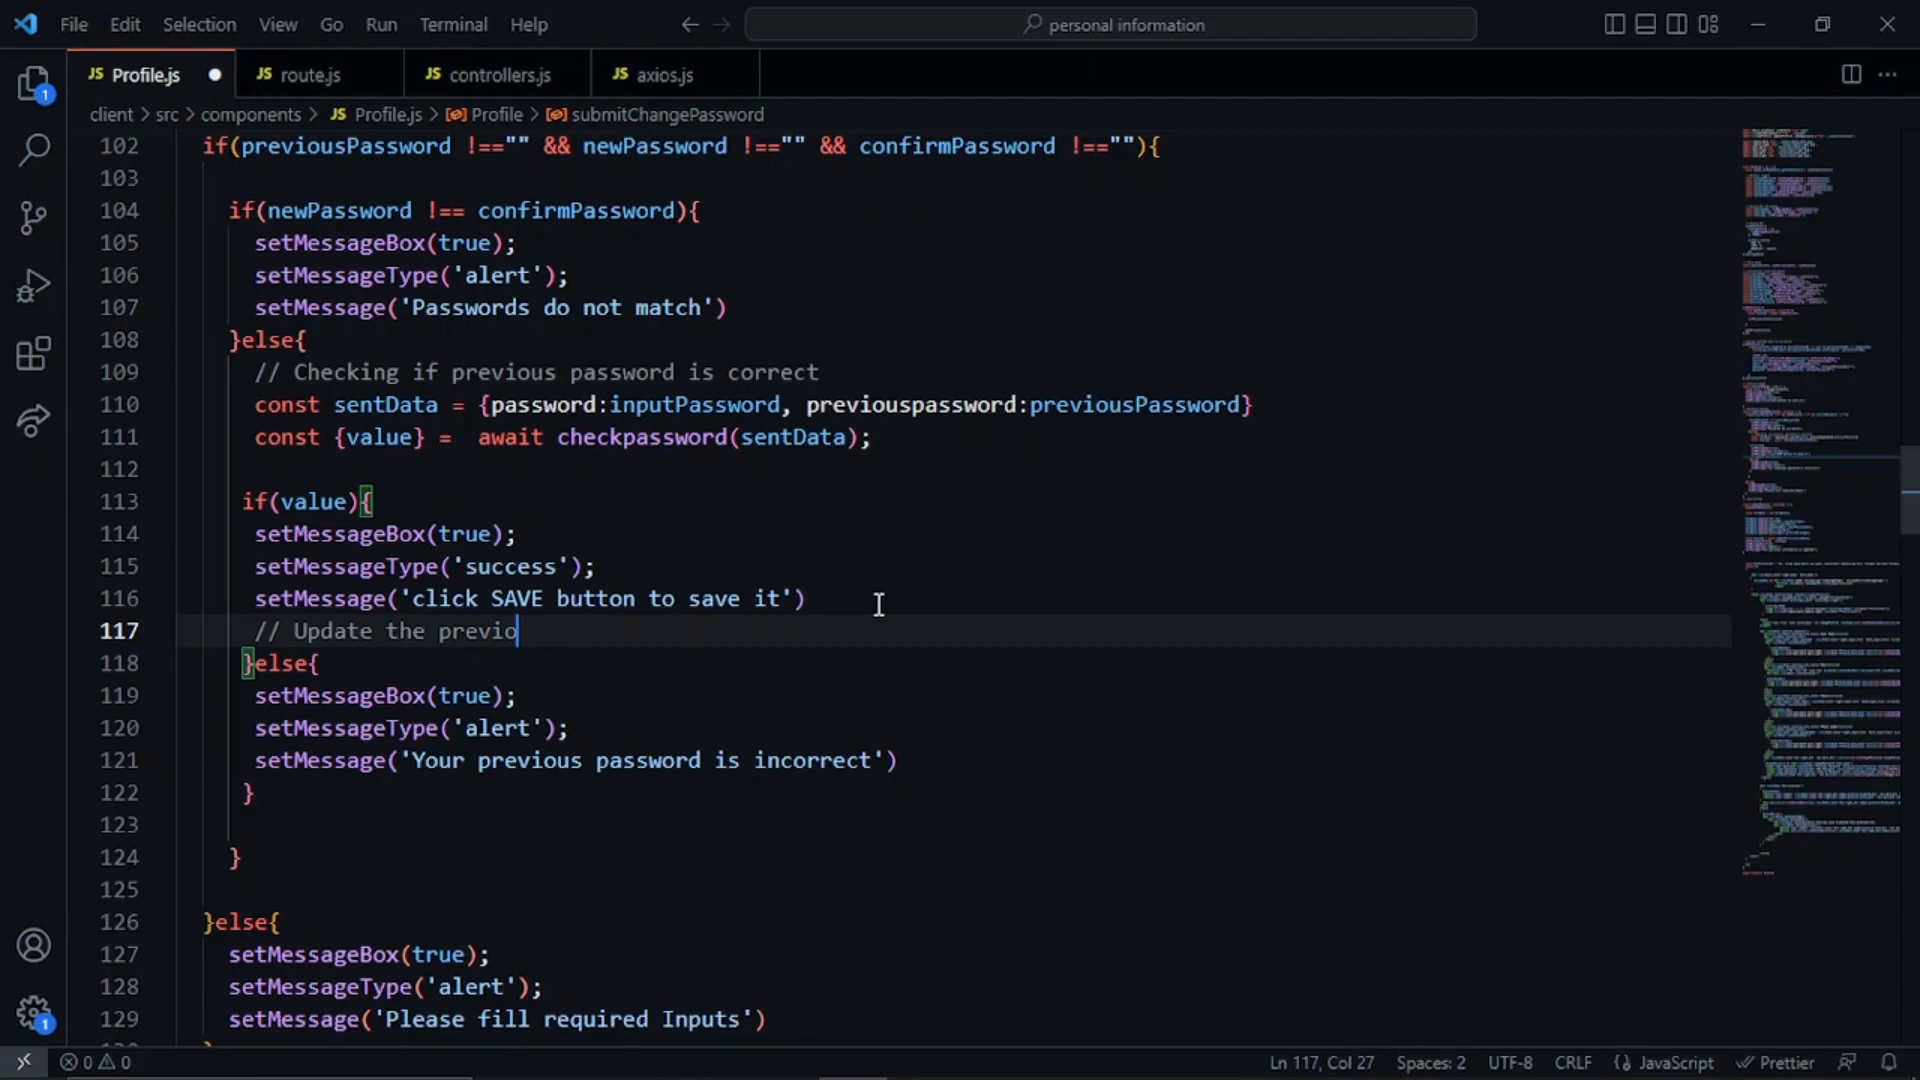 File Edit Selection View Go Run Terminal Help
personal information
JS Profile.js
JS route.js
JS controllers.js
JS axios.js
1
client > src > components > JS Profile.js > Profile > submitChangePassword
102 if(previousPassword !=="" && newPassword !=="" && confirmPassword !==""){
103
104 if(newPassword !== confirmPassword){
105 setMessageBox(true);
106 setMessageType('alert');
107 setMessage('Passwords do not match')
108 }else{
109 // Checking if previous password is correct
110 const sentData = {password:inputPassword, previouspassword:previousPassword}
111 const {value} =  await checkpassword(sentData);
112
113 if(value){
114 setMessageBox(true);
115 setMessageType('success');
116 setMessage('click SAVE button to save it')
117 // Update the previo
118 }else{
119 setMessageBox(true);
120 setMessageType('alert');
121 setMessage('Your previous password is incorrect')
122 }
123
124 }
125
126 }else{
127 setMessageBox(true);
128 setMessageType('alert');
129 setMessage('Please fill required Inputs')
1
0 0 Ln 117, Col 27 Spaces: 2 UTF-8 CRLF {} JavaScript Prettier